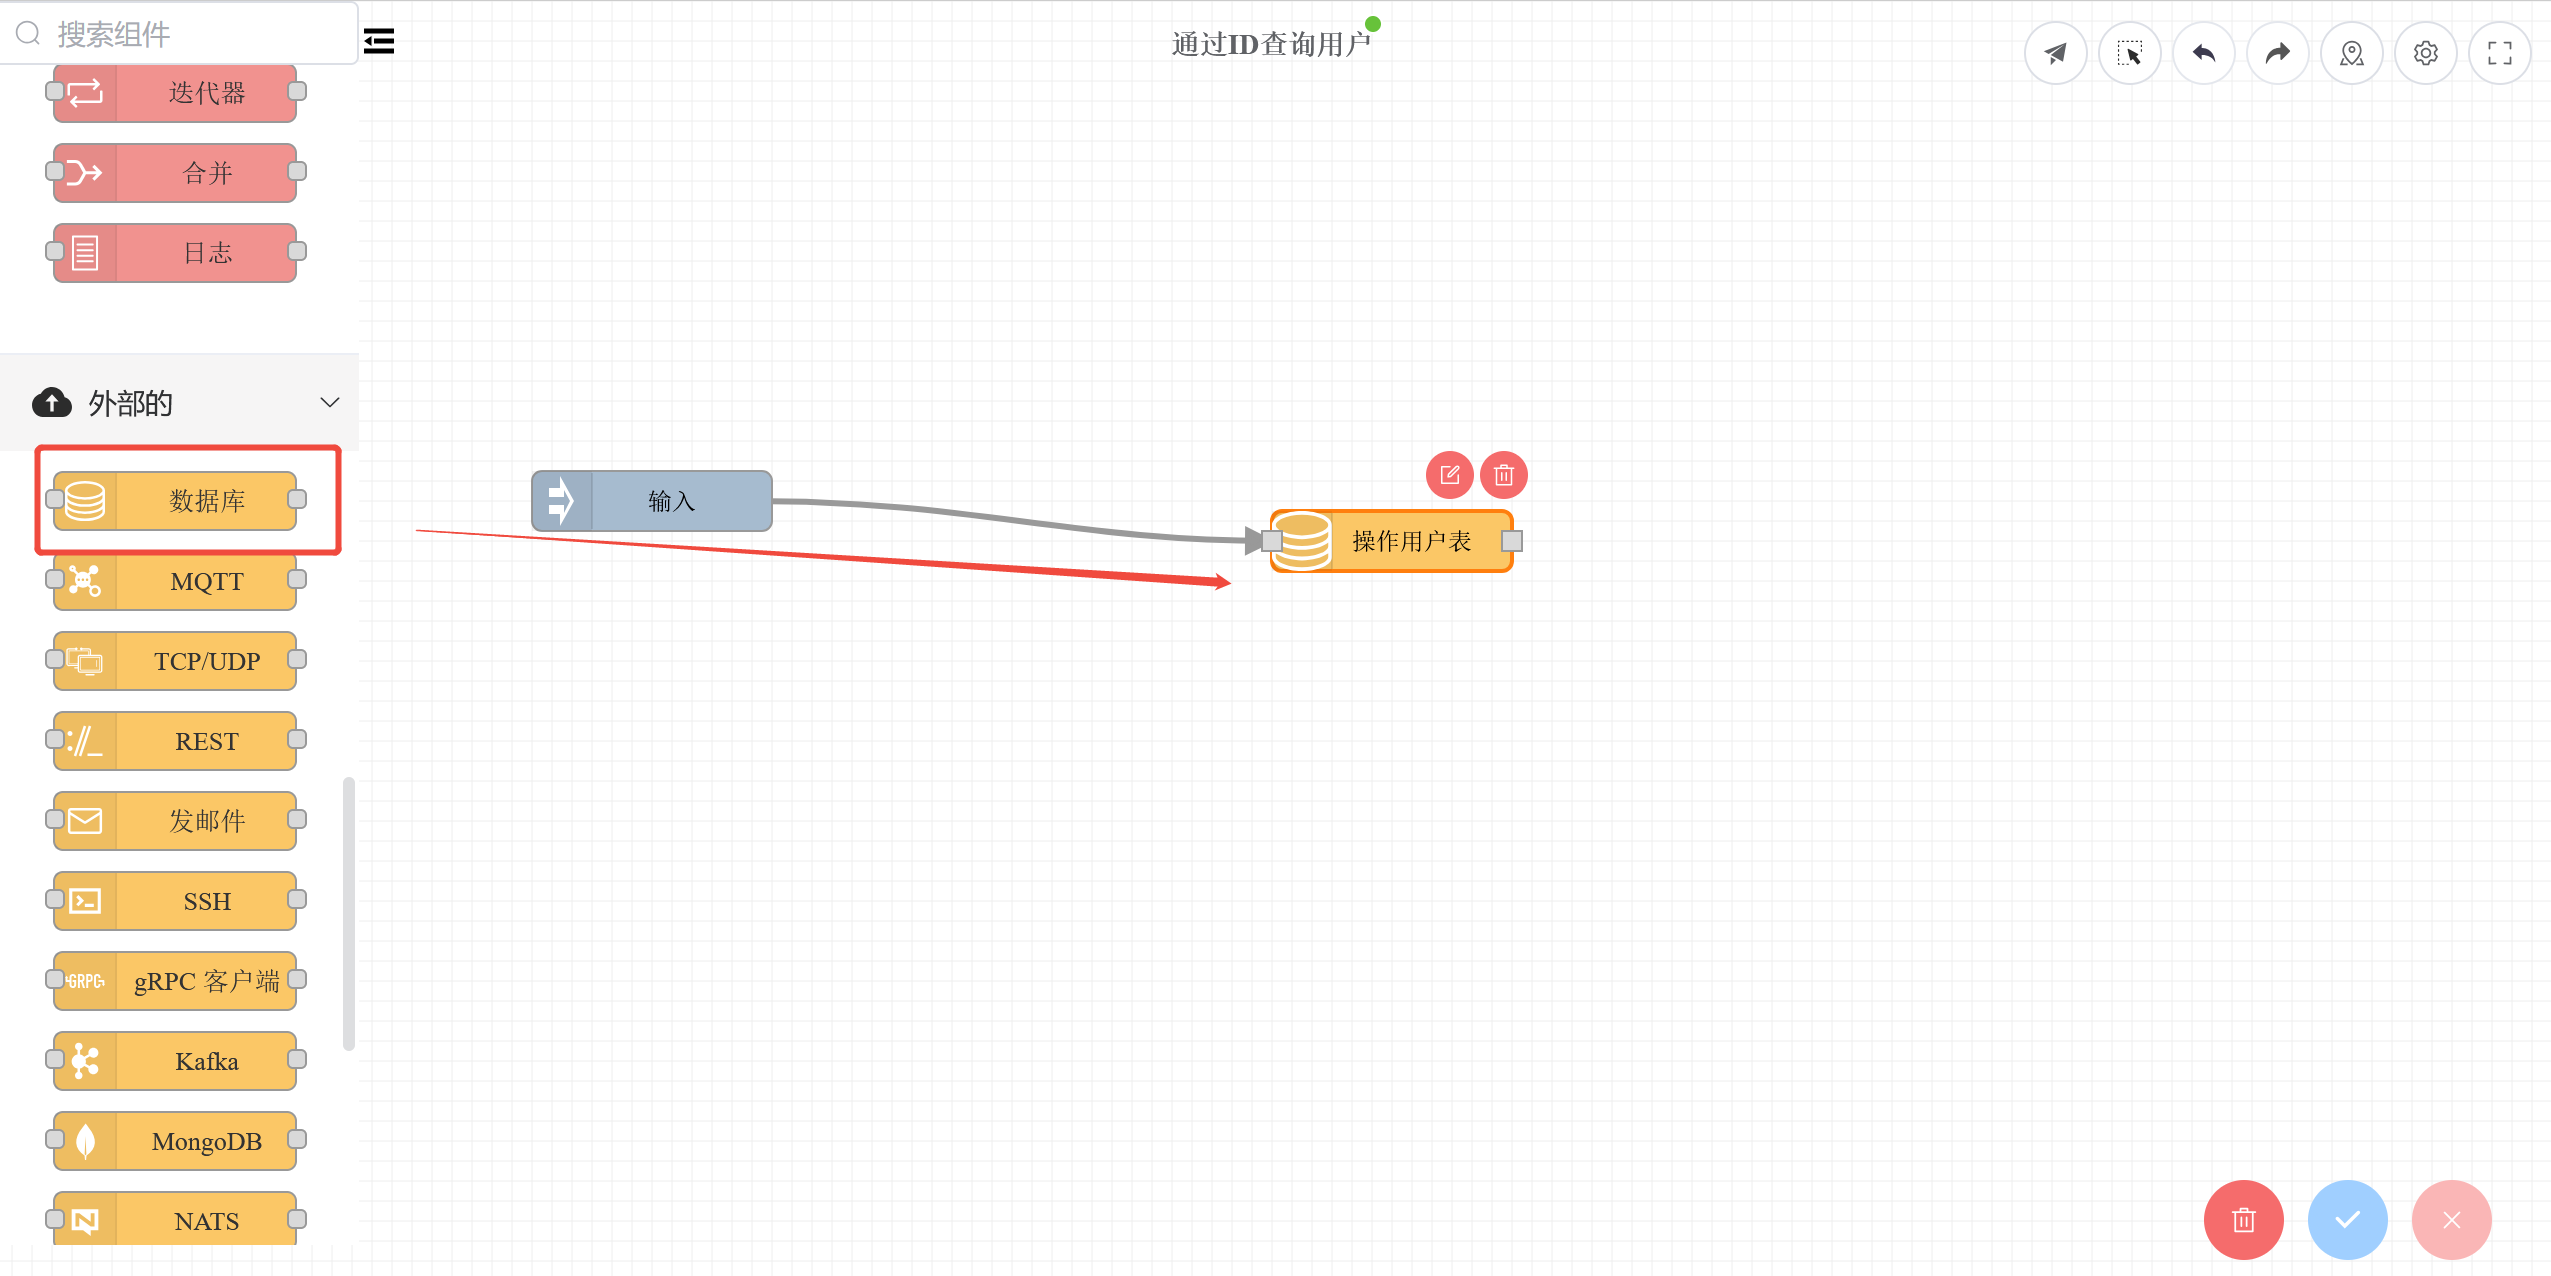 搜索组件
通过ID查询用户
迭代器
合并
日志
外部的
数据库
输入
操作用户表
MQTT
TCP/UDP
REST
发邮件
SSH
GRPC
gRPC 客户端
Kafka
MongoDB
NATS